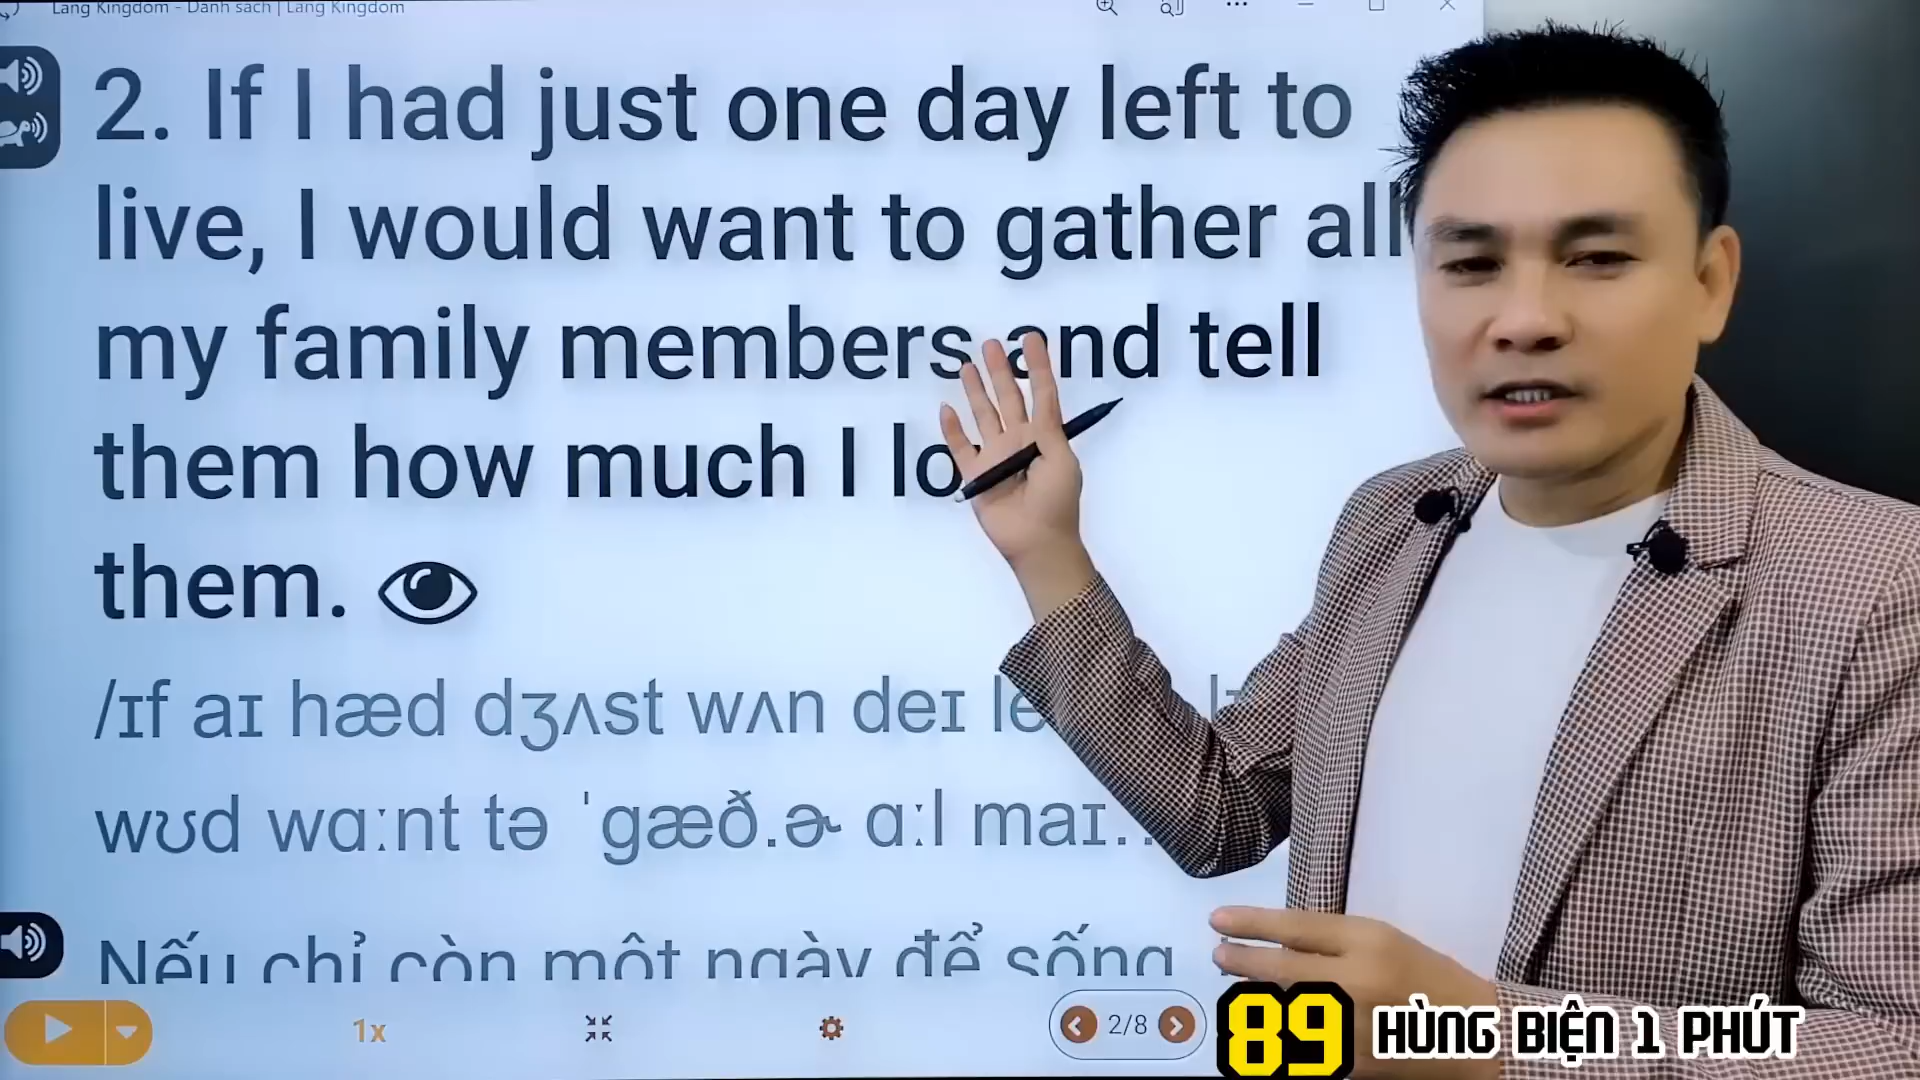 Lang Kingdom - Danh sách | Lang Kingdom
2. If I had just one day left to
live, I would want to gather all
my family members and tell
them how much I
them.
/ɪf aɪ hæd dʒʌst wʌn deɪ
wʊd wɑːnt tə ˈgæð.ɚ ɑːl maɪ...
Nếu chỉ còn một ngày để sống
1x
2/8
89 HÙNG BIỆN 1 PHÚT